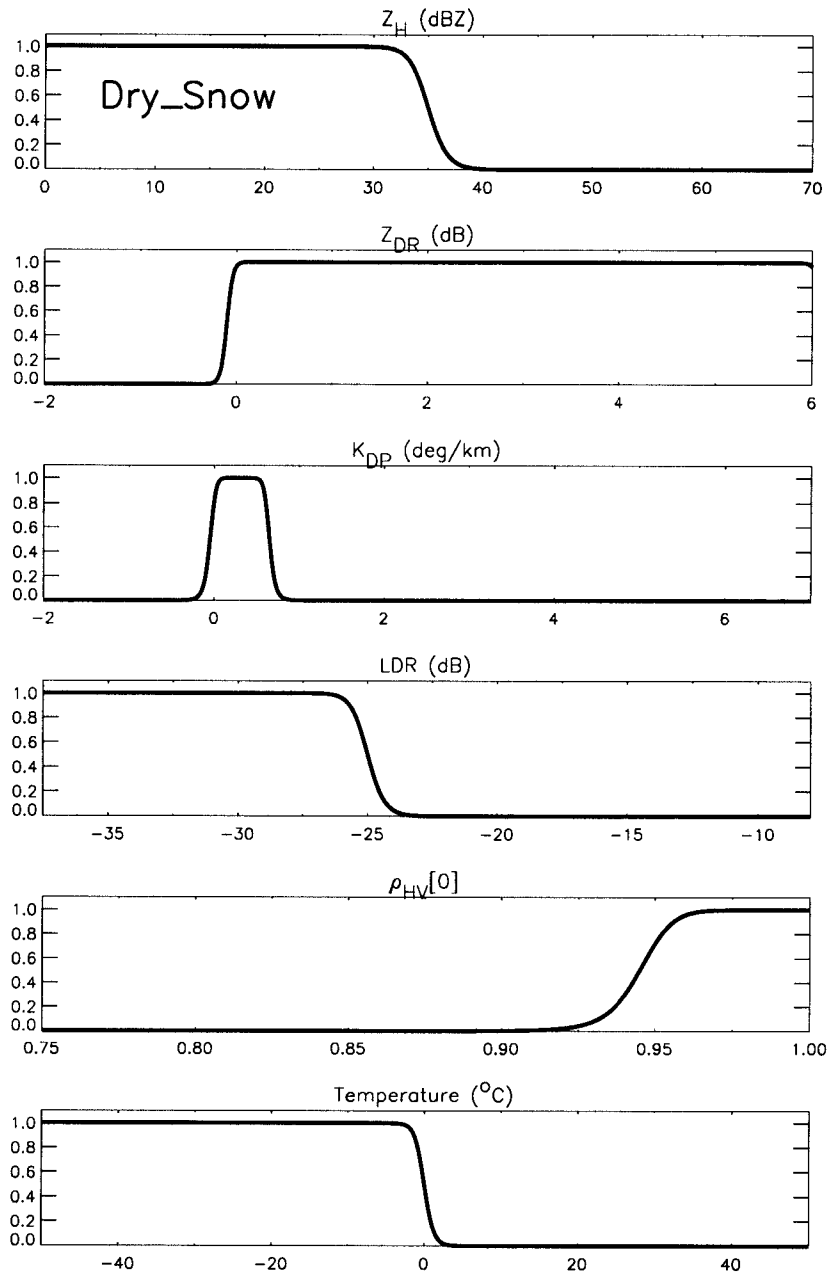 Z_H (dBZ)
1.0
0.8
0.6
0.4
0.2
0.0
Dry_Snow
0 10 20 30 40 50 60 70
Z_DR (dB)
1.0
0.8
0.6
0.4
0.2
0.0
-2 0 2 4 6
K_DP (deg/km)
1.0
0.8
0.6
0.4
0.2
0.0
-2 0 2 4 6
LDR (dB)
1.0
0.8
0.6
0.4
0.2
0.0
-35 -30 -25 -20 -15 -10
ρ_HV[0]
1.0
0.8
0.6
0.4
0.2
0.0
0.75 0.80 0.85 0.90 0.95 1.00
Temperature (°C)
1.0
0.8
0.6
0.4
0.2
0.0
-40 -20 0 20 40